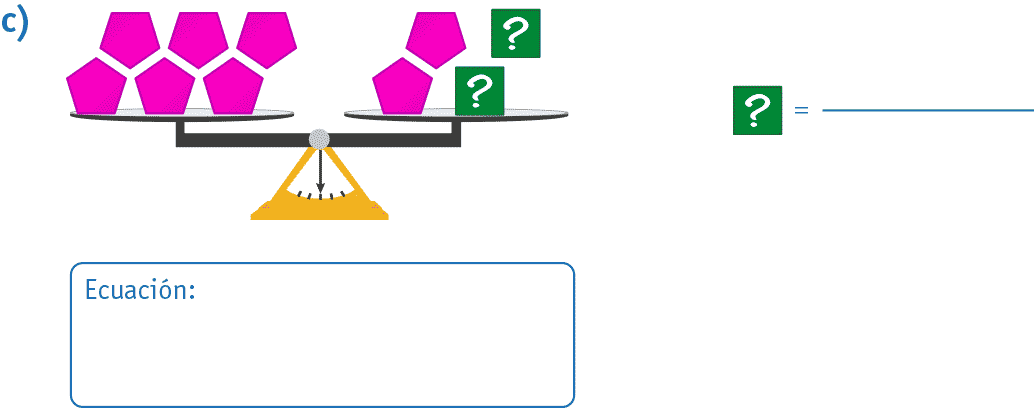 c)
?
?
? =
Ecuación: